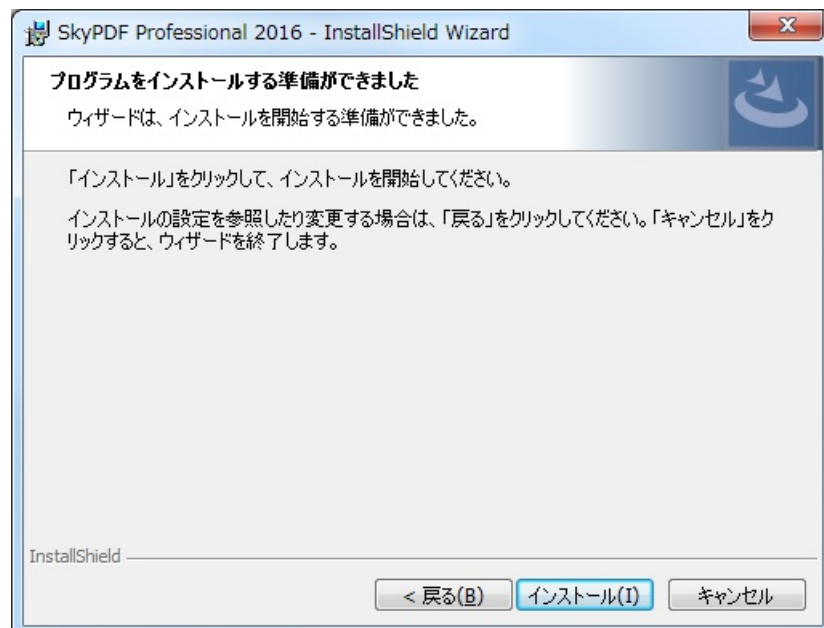 SkyPDF Professional 2016 - InstallShield Wizard
プログラムをインストールする準備ができました
ウィザードは、インストールを開始する準備ができました。
「インストール」をクリックして、インストールを開始してください。
インストールの設定を参照したり変更する場合は、「戻る」をクリックしてください。「キャンセル」をク
リックすると、ウィザードを終了します。
InstallShield
< 戻る(B) インストール(I) キャンセル